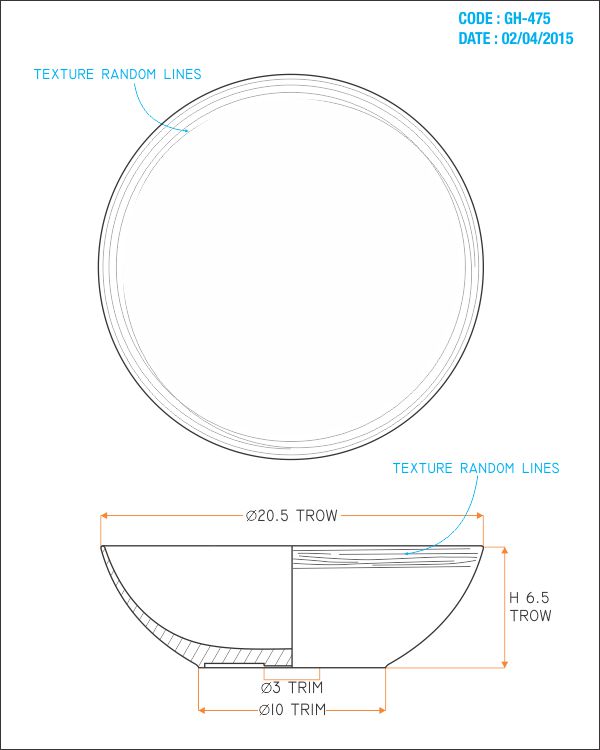 CODE : GH-475
DATE : 02/04/2015
TEXTURE RANDOM LINES
TEXTURE RANDOM LINES
Ø20.5 TROW
H 6.5
TROW
Ø3 TRIM
Ø10 TRIM